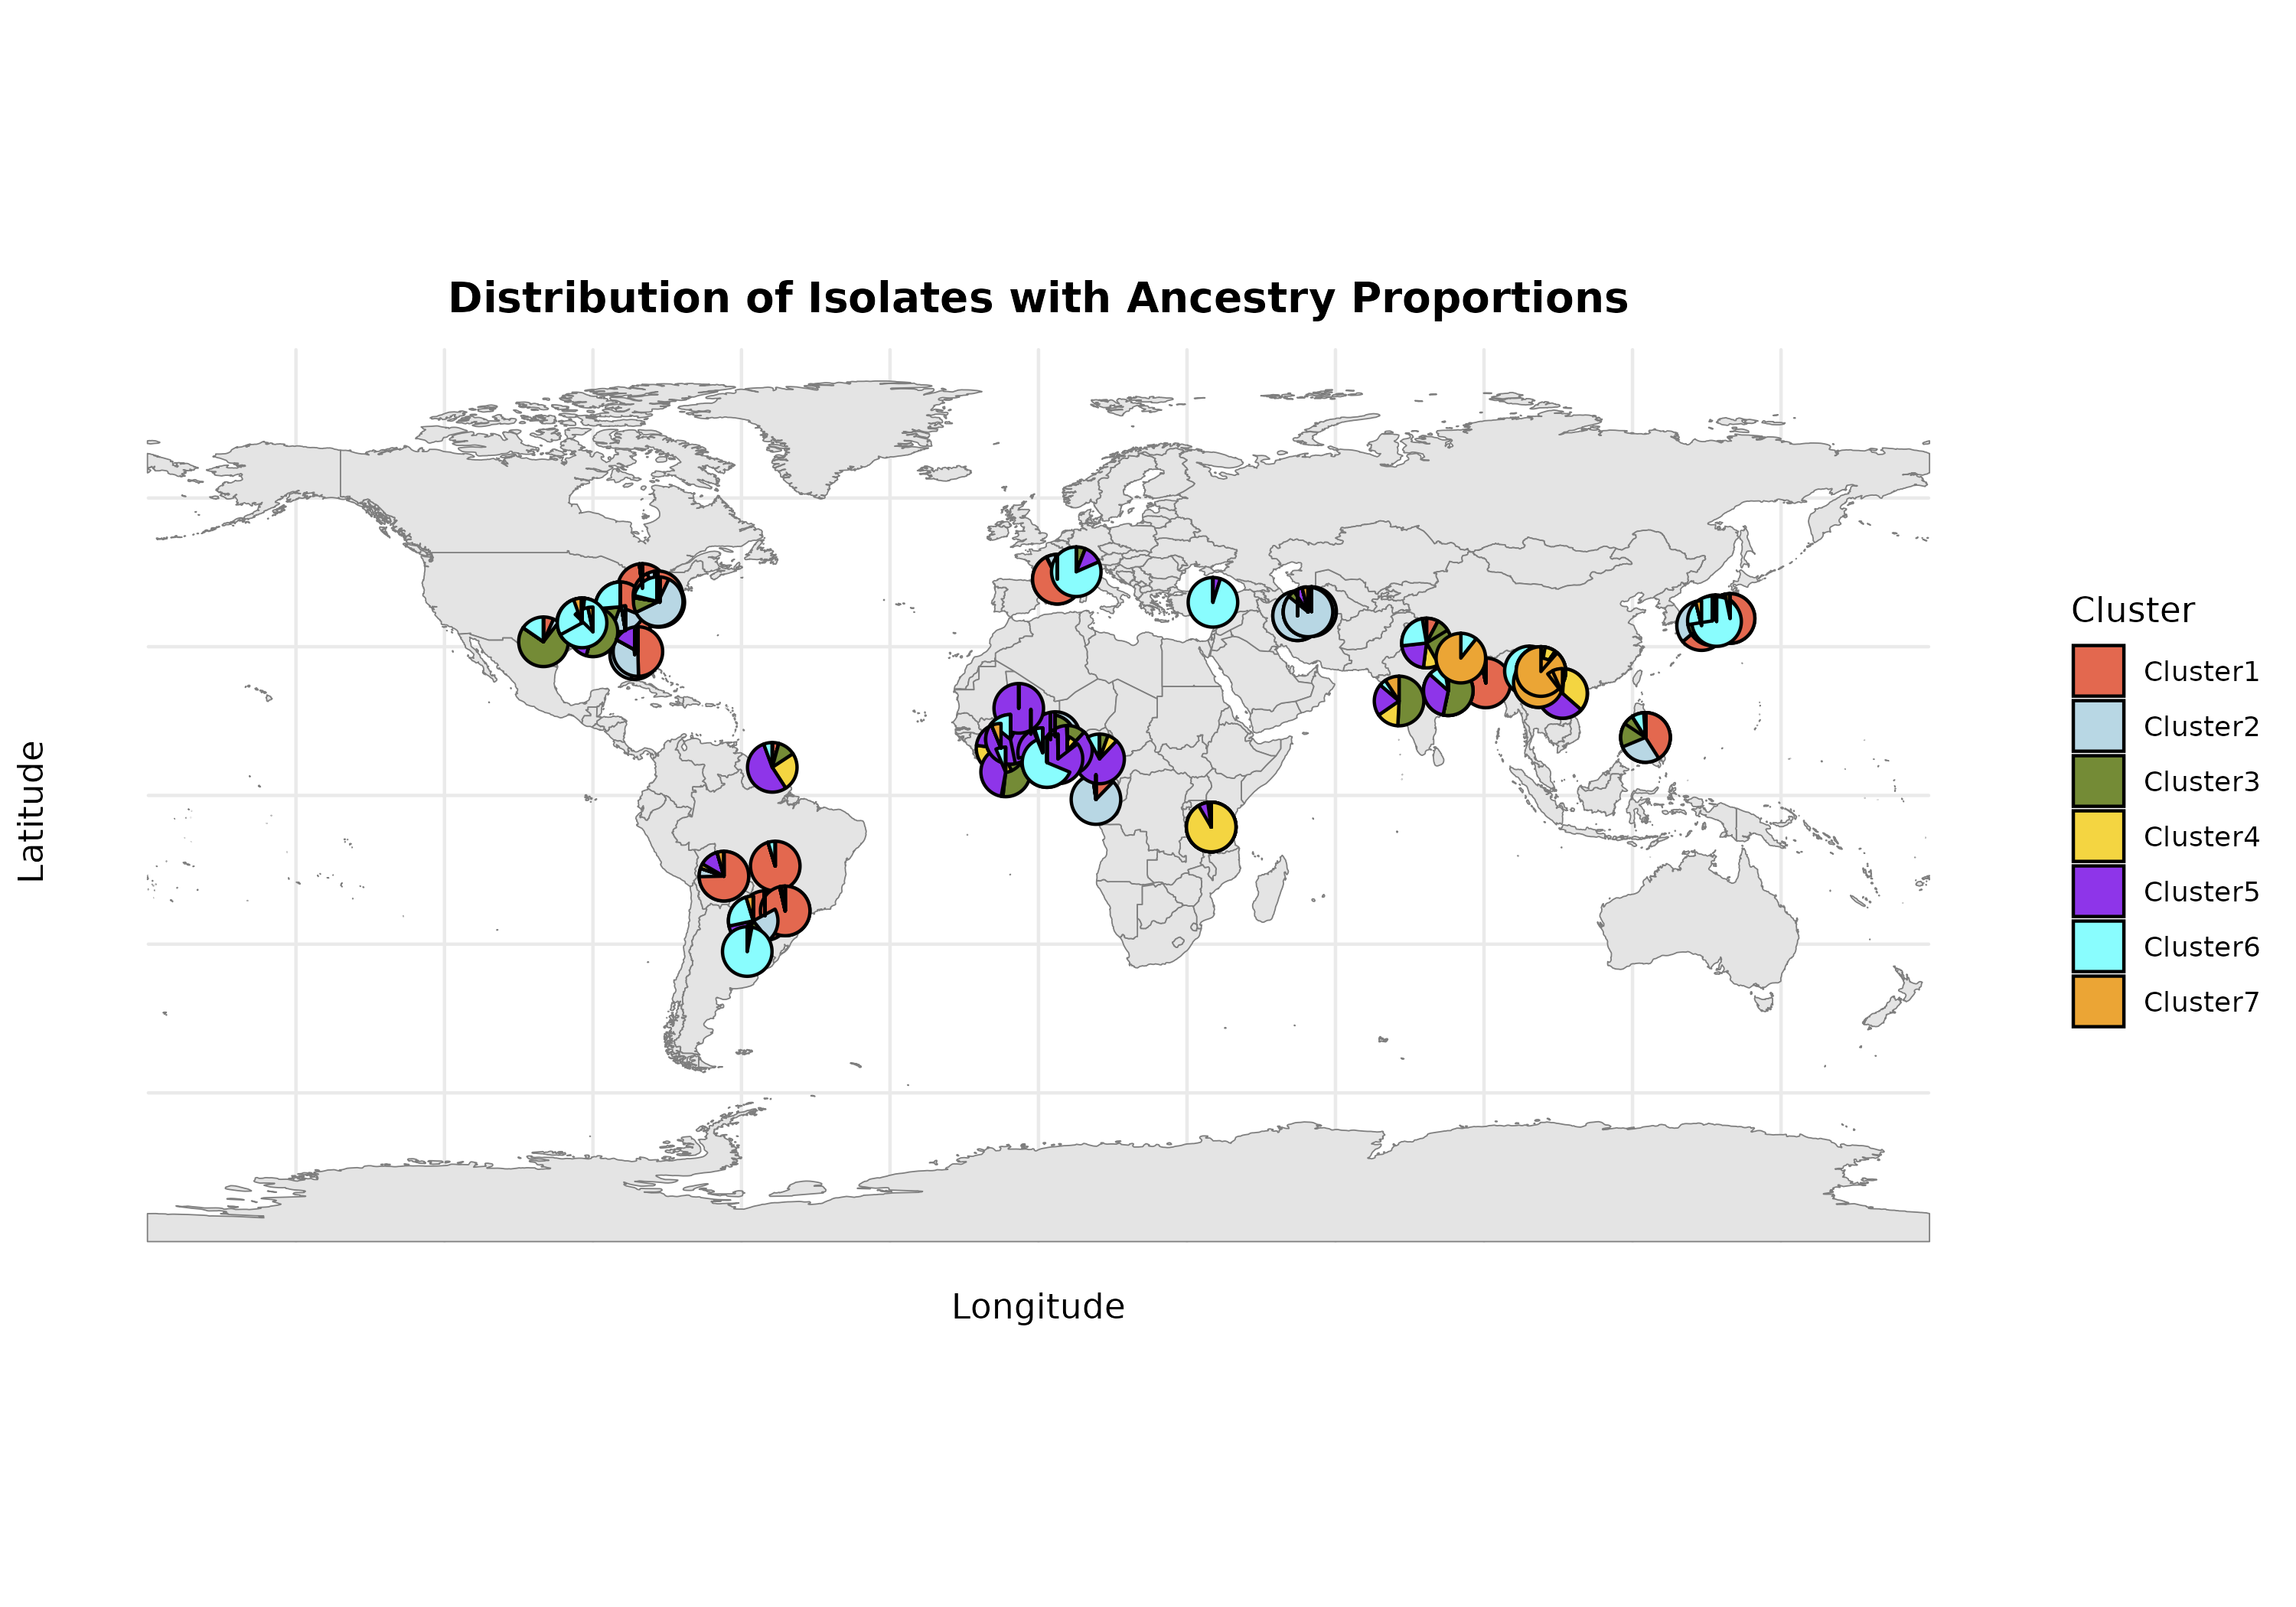 Distribution of Isolates with Ancestry Proportions
Latitude
Longitude
Cluster
Cluster1
Cluster2
Cluster3
Cluster4
Cluster5
Cluster6
Cluster7